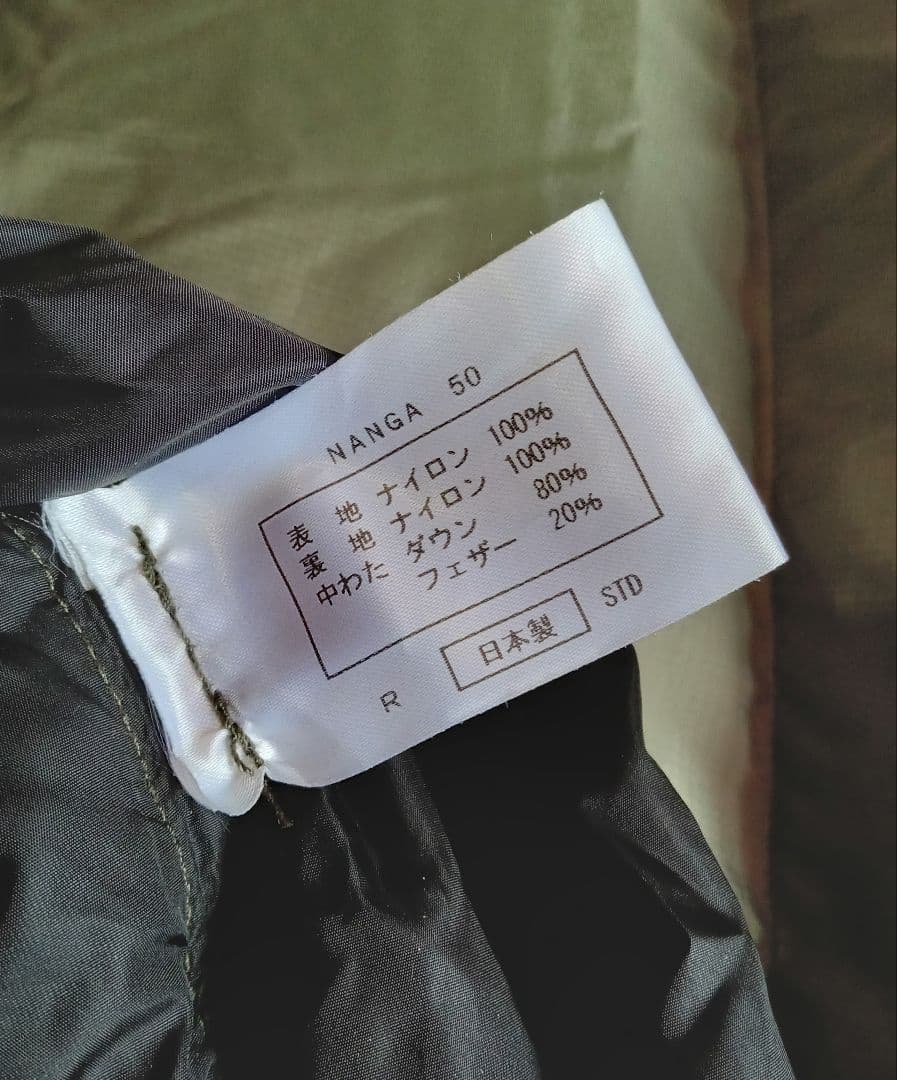 NANGA 50
表 地 ナイロン 100%
裏 地 ナイロン 100%
中わた ダウン 80%
フェザー 20%
R 日本製 STD